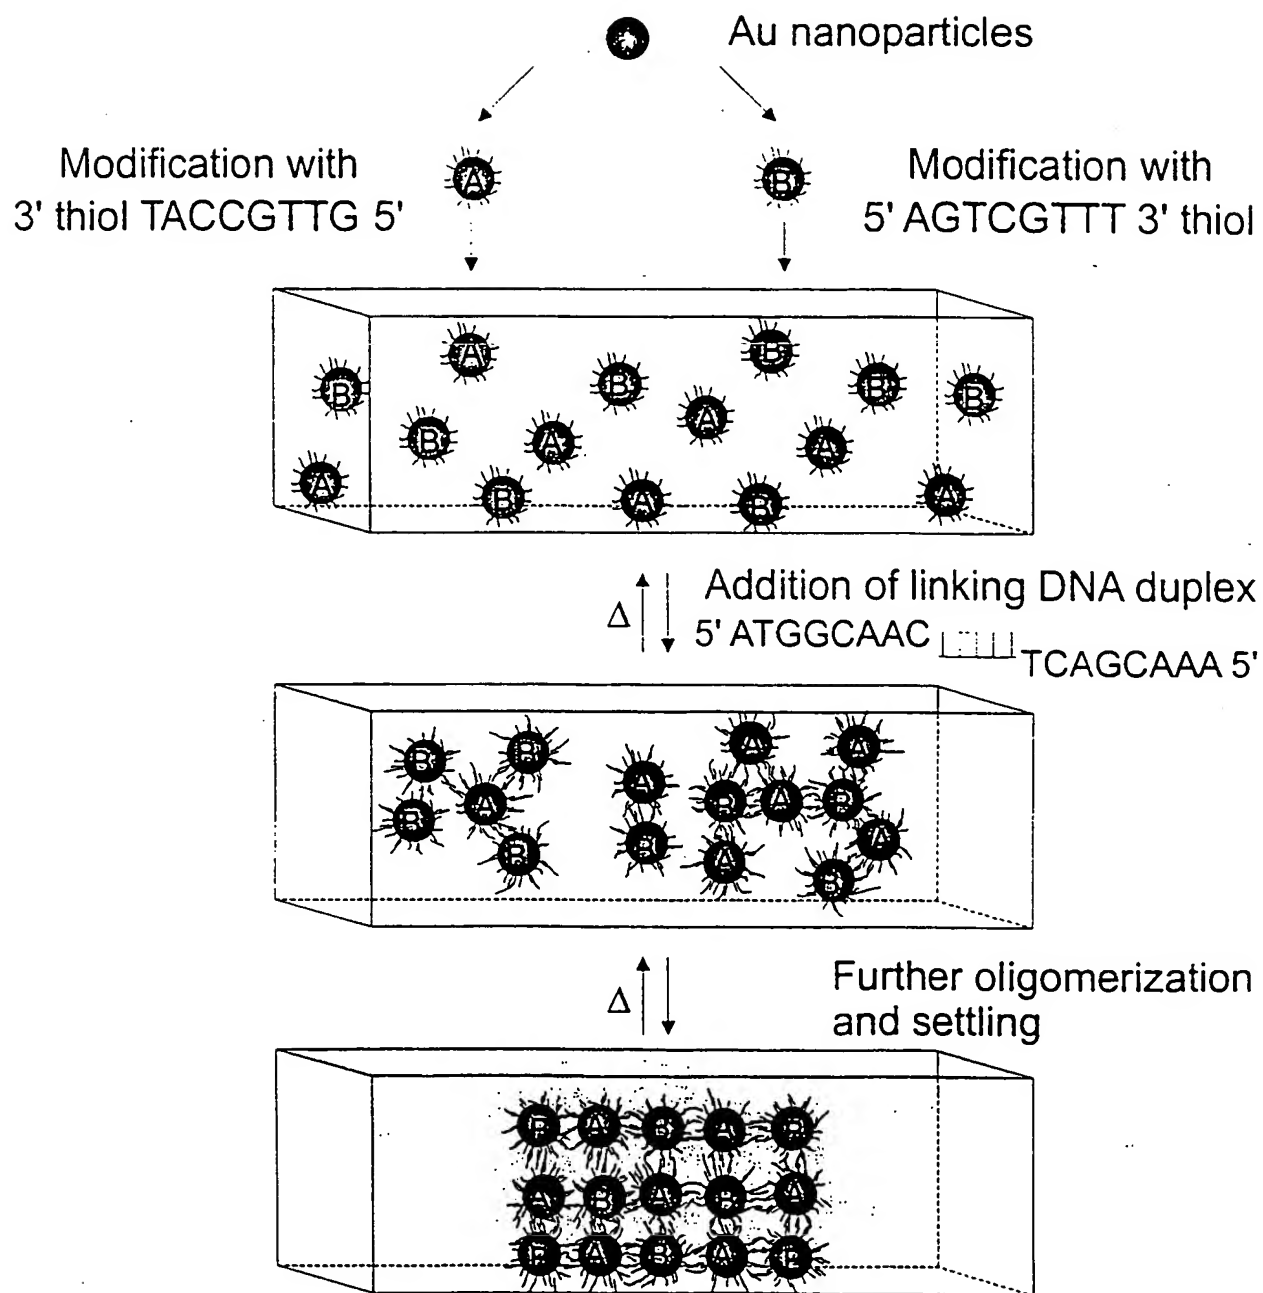 Au nanoparticles
Modification with
3' thiol TACCGTTG 5'
A
B
Modification with
5' AGTCGTTT 3' thiol
A
B
B
B
B
B
A
B
A
A
A
B
A
B
A
Δ
Addition of linking DNA duplex
5' ATGGCAAC
TCAGCAAA 5'
B
B
A
A
A
B
A
B
A
B
B
B
A
A
B
Δ
Further oligomerization
and settling
B A B A B
A B A B A
B A B A B